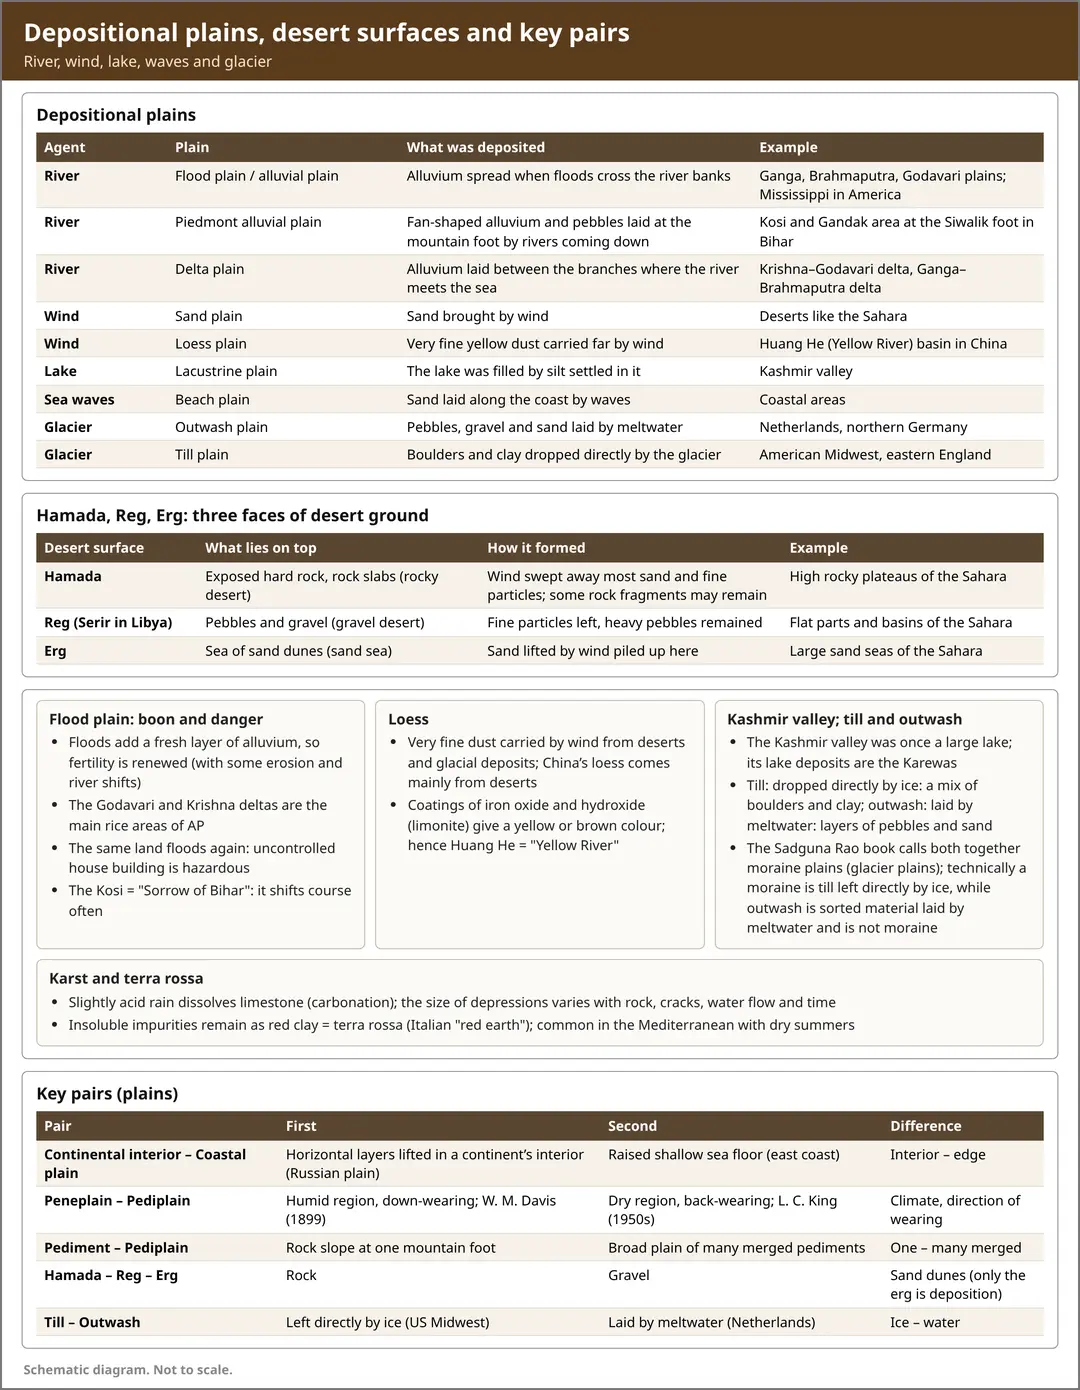 Depositional plains, desert surfaces and key pairs
River, wind, lake, waves and glacier
Depositional plains
Agent Plain What was deposited Example
River Flood plain / alluvial plain Alluvium spread when floods cross the river banks Ganga, Brahmaputra, Godavari plains;
Mississippi in America
River Piedmont alluvial plain Fan-shaped alluvium and pebbles laid at the Kosi and Gandak area at the Siwalik foot in
mountain foot by rivers coming down Bihar
River Delta plain Alluvium laid between the branches where the river Krishna–Godavari delta, Ganga–
meets the sea Brahmaputra delta
Wind Sand plain Sand brought by wind Deserts like the Sahara
Wind Loess plain Very fine yellow dust carried far by wind Huang He (Yellow River) basin in China
Lake Lacustrine plain The lake was filled by silt settled in it Kashmir valley
Sea waves Beach plain Sand laid along the coast by waves Coastal areas
Glacier Outwash plain Pebbles, gravel and sand laid by meltwater Netherlands, northern Germany
Glacier Till plain Boulders and clay dropped directly by the glacier American Midwest, eastern England
Hamada, Reg, Erg: three faces of desert ground
Desert surface What lies on top How it formed Example
Hamada Exposed hard rock, rock slabs (rocky Wind swept away most sand and fine High rocky plateaus of the Sahara
desert) particles; some rock fragments may remain
Reg (Serir in Libya) Pebbles and gravel (gravel desert) Fine particles left, heavy pebbles remained Flat parts and basins of the Sahara
Erg Sea of sand dunes (sand sea) Sand lifted by wind piled up here Large sand seas of the Sahara
Flood plain: boon and danger
• Floods add a fresh layer of alluvium, so
fertility is renewed (with some erosion and
river shifts)
• The Godavari and Krishna deltas are the
main rice areas of AP
• The same land floods again: uncontrolled
house building is hazardous
• The Kosi = "Sorrow of Bihar": it shifts course
often
Loess
• Very fine dust carried by wind from deserts
and glacial deposits; China’s loess comes
mainly from deserts
• Coatings of iron oxide and hydroxide
(limonite) give a yellow or brown colour;
hence Huang He = "Yellow River"
Kashmir valley; till and outwash
• The Kashmir valley was once a large lake;
its lake deposits are the Karewas
• Till: dropped directly by ice: a mix of
boulders and clay; outwash: laid by
meltwater: layers of pebbles and sand
• The Sadguna Rao book calls both together
moraine plains (glacier plains); technically a
moraine is till left directly by ice, while
outwash is sorted material laid by
meltwater and is not moraine
Karst and terra rossa
• Slightly acid rain dissolves limestone (carbonation); the size of depressions varies with rock, cracks, water flow and time
• Insoluble impurities remain as red clay = terra rossa (Italian "red earth"); common in the Mediterranean with dry summers
Key pairs (plains)
Pair First Second Difference
Continental interior – Coastal Horizontal layers lifted in a continent’s interior Raised shallow sea floor (east coast) Interior – edge
plain (Russian plain)
Peneplain – Pediplain Humid region, down-wearing; W. M. Davis Dry region, back-wearing; L. C. King Climate, direction of
(1899) (1950s) wearing
Pediment – Pediplain Rock slope at one mountain foot Broad plain of many merged pediments One – many merged
Hamada – Reg – Erg Rock Gravel Sand dunes (only the
erg is deposition)
Till – Outwash Left directly by ice (US Midwest) Laid by meltwater (Netherlands) Ice – water
Schematic diagram. Not to scale.